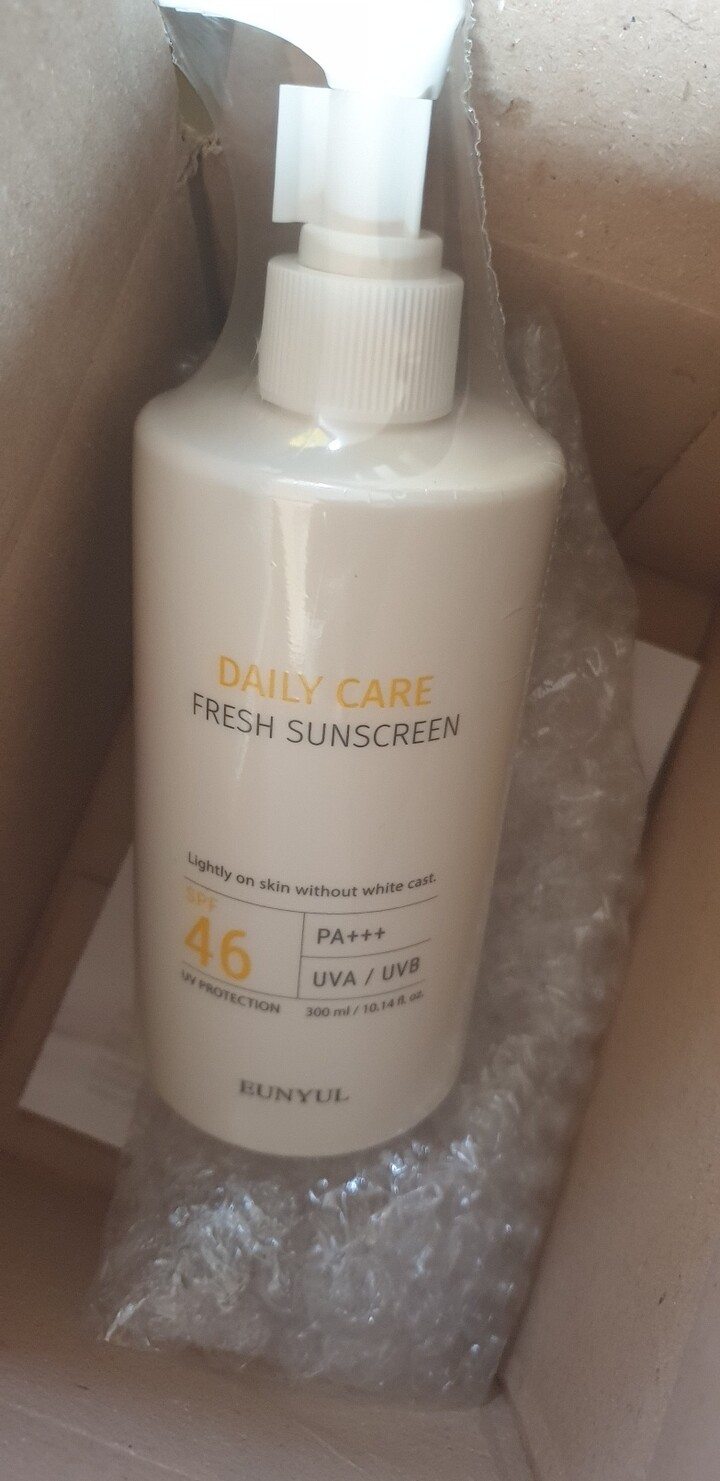 DAILY CARE
FRESH SUNSCREEN
Lightly on skin without white cast.
SPF
46
UV PROTECTION
PA+++
UVA / UVB
300 ml / 10.14 fl. oz.
EUNYUL